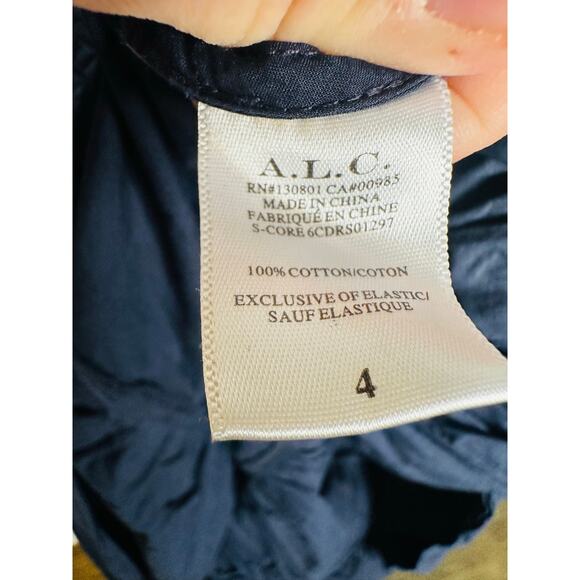 A.L.C.
RN#130801 CA#00985
MADE IN CHINA
FABRIQUÉ EN CHINE
S-CORE 6CDRS01297
100% COTTON/COTON
EXCLUSIVE OF ELASTIC/
SAUF ELASTIQUE
4